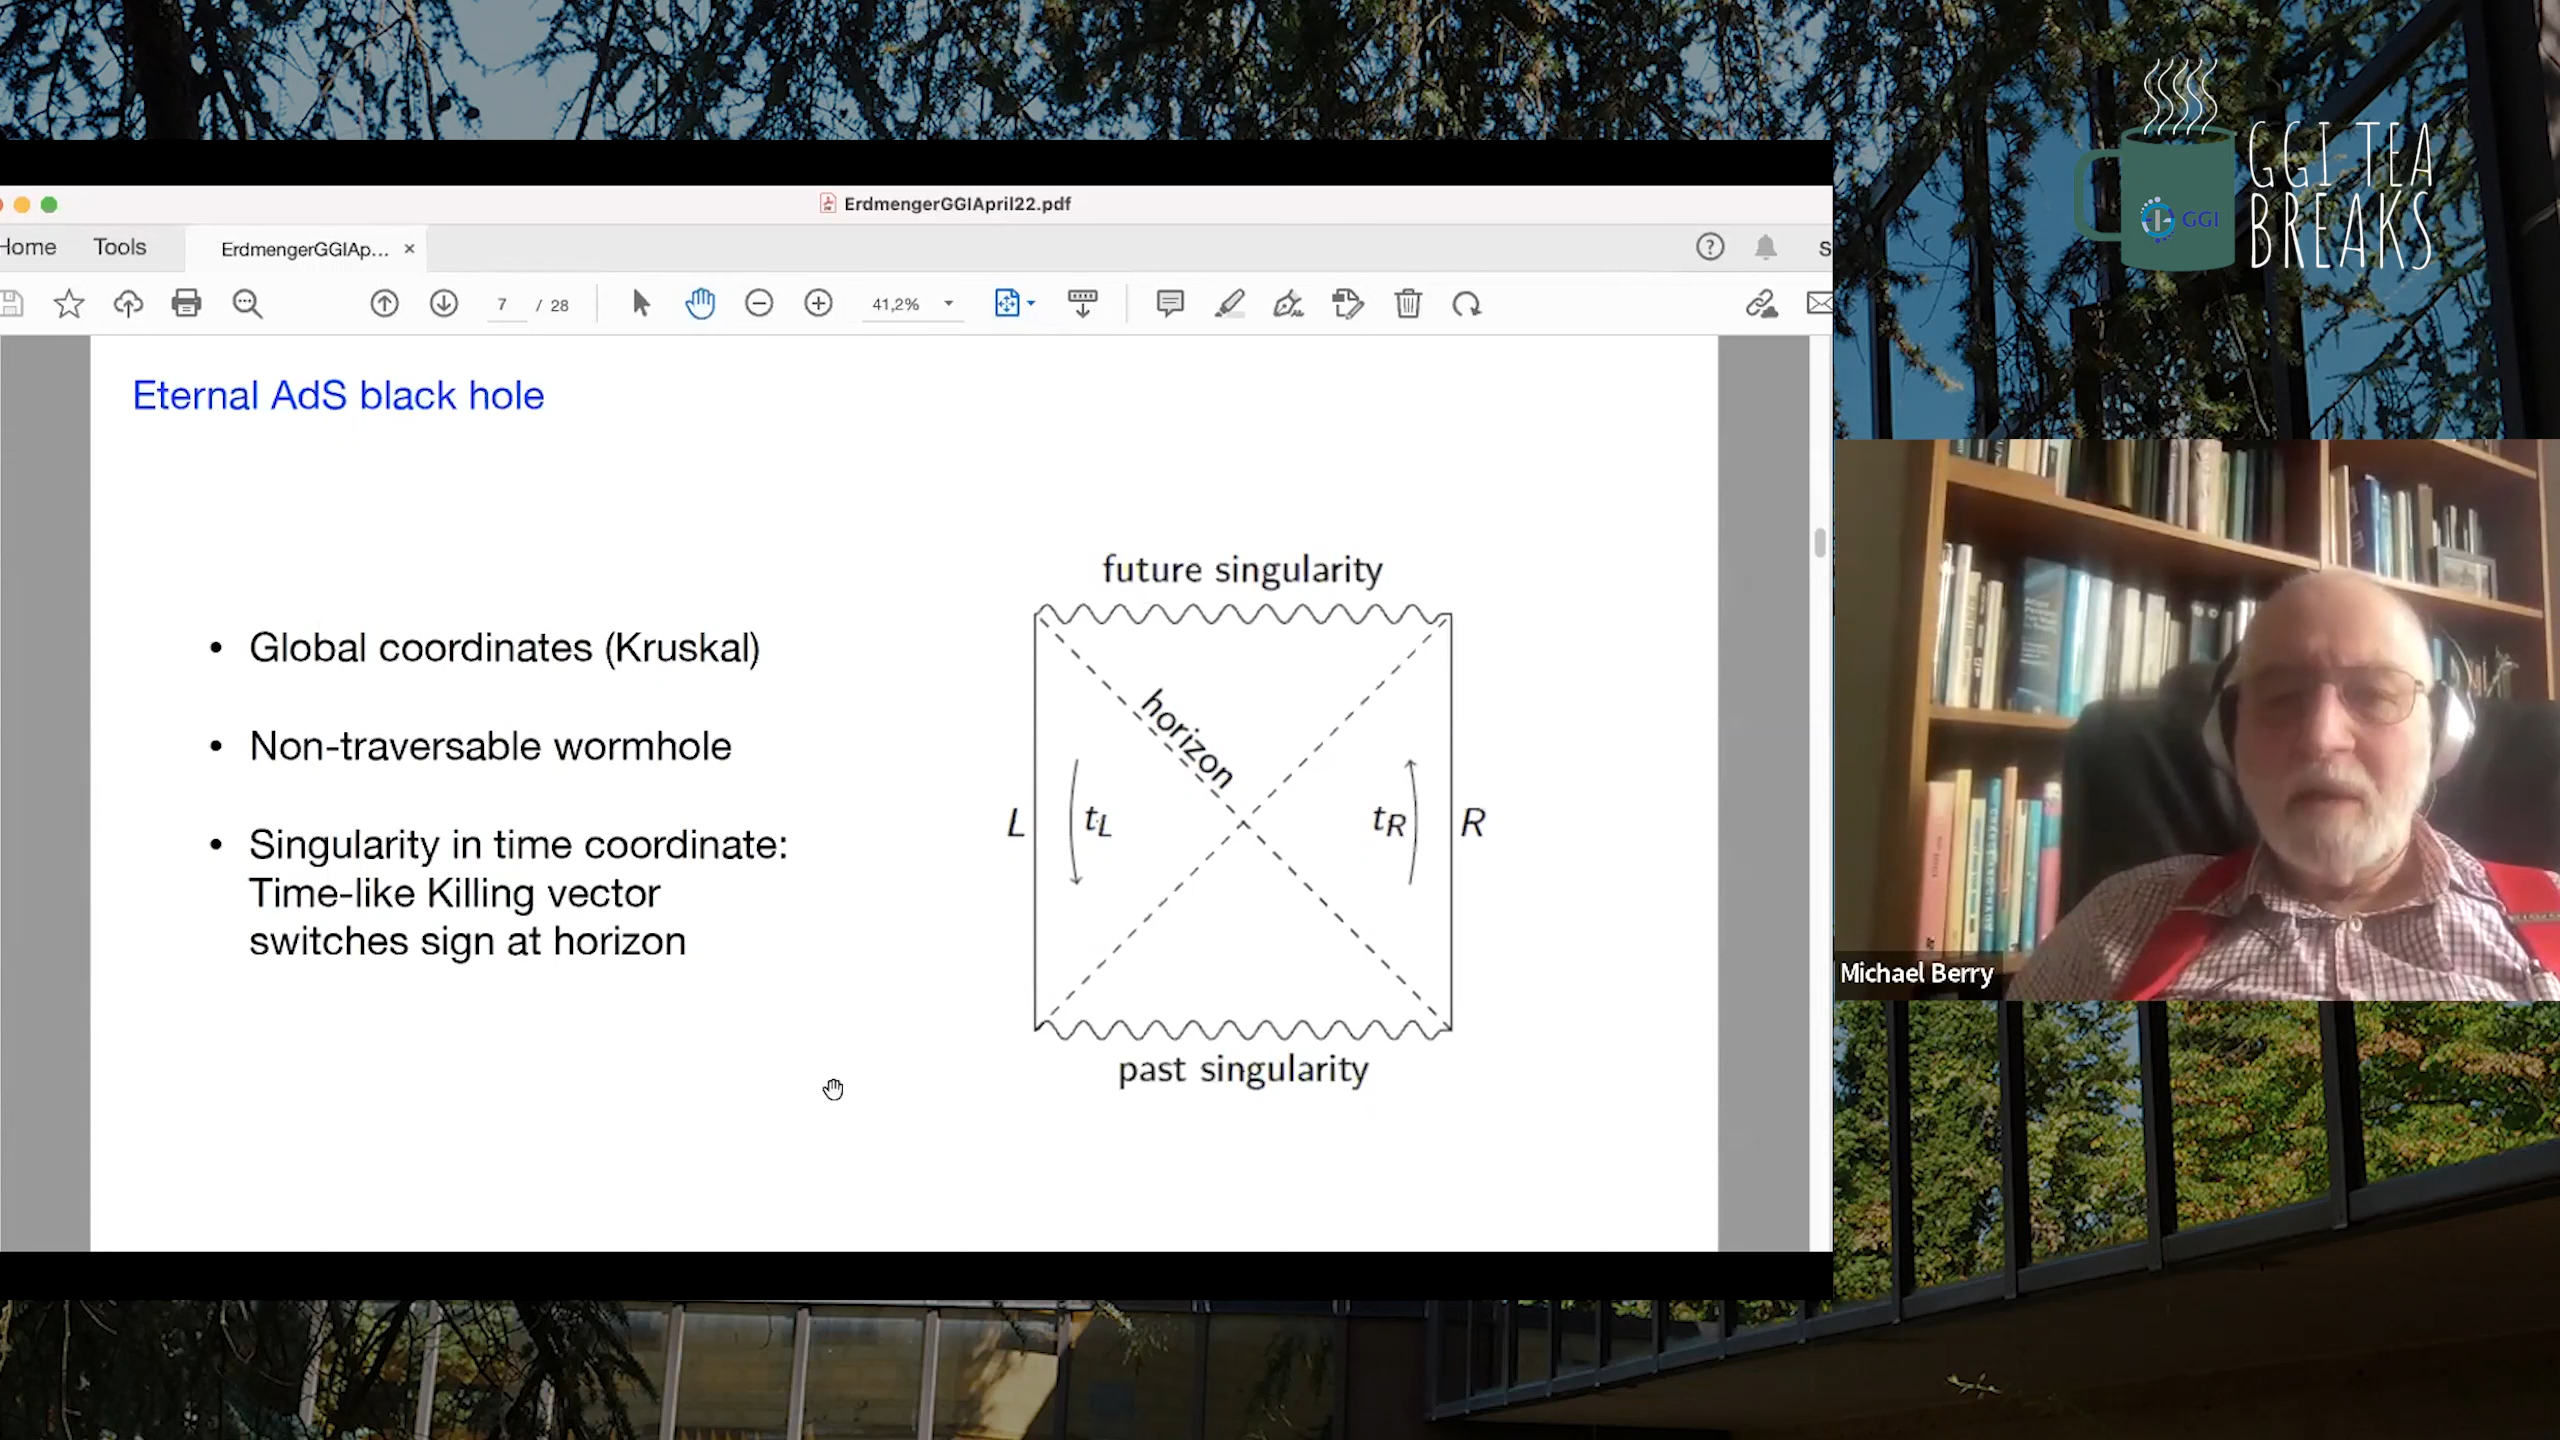 GGI TEA
BREAKS
GGI
ErdmengerGGIApril22.pdf
Home
Tools
ErdmengerGGIAp...
7 / 28
41,2%
S
Eternal AdS black hole
• Global coordinates (Kruskal)
• Non-traversable wormhole
• Singularity in time coordinate:
Time-like Killing vector
switches sign at horizon
future singularity
horizon
L
tL
tR
R
past singularity
Michael Berry